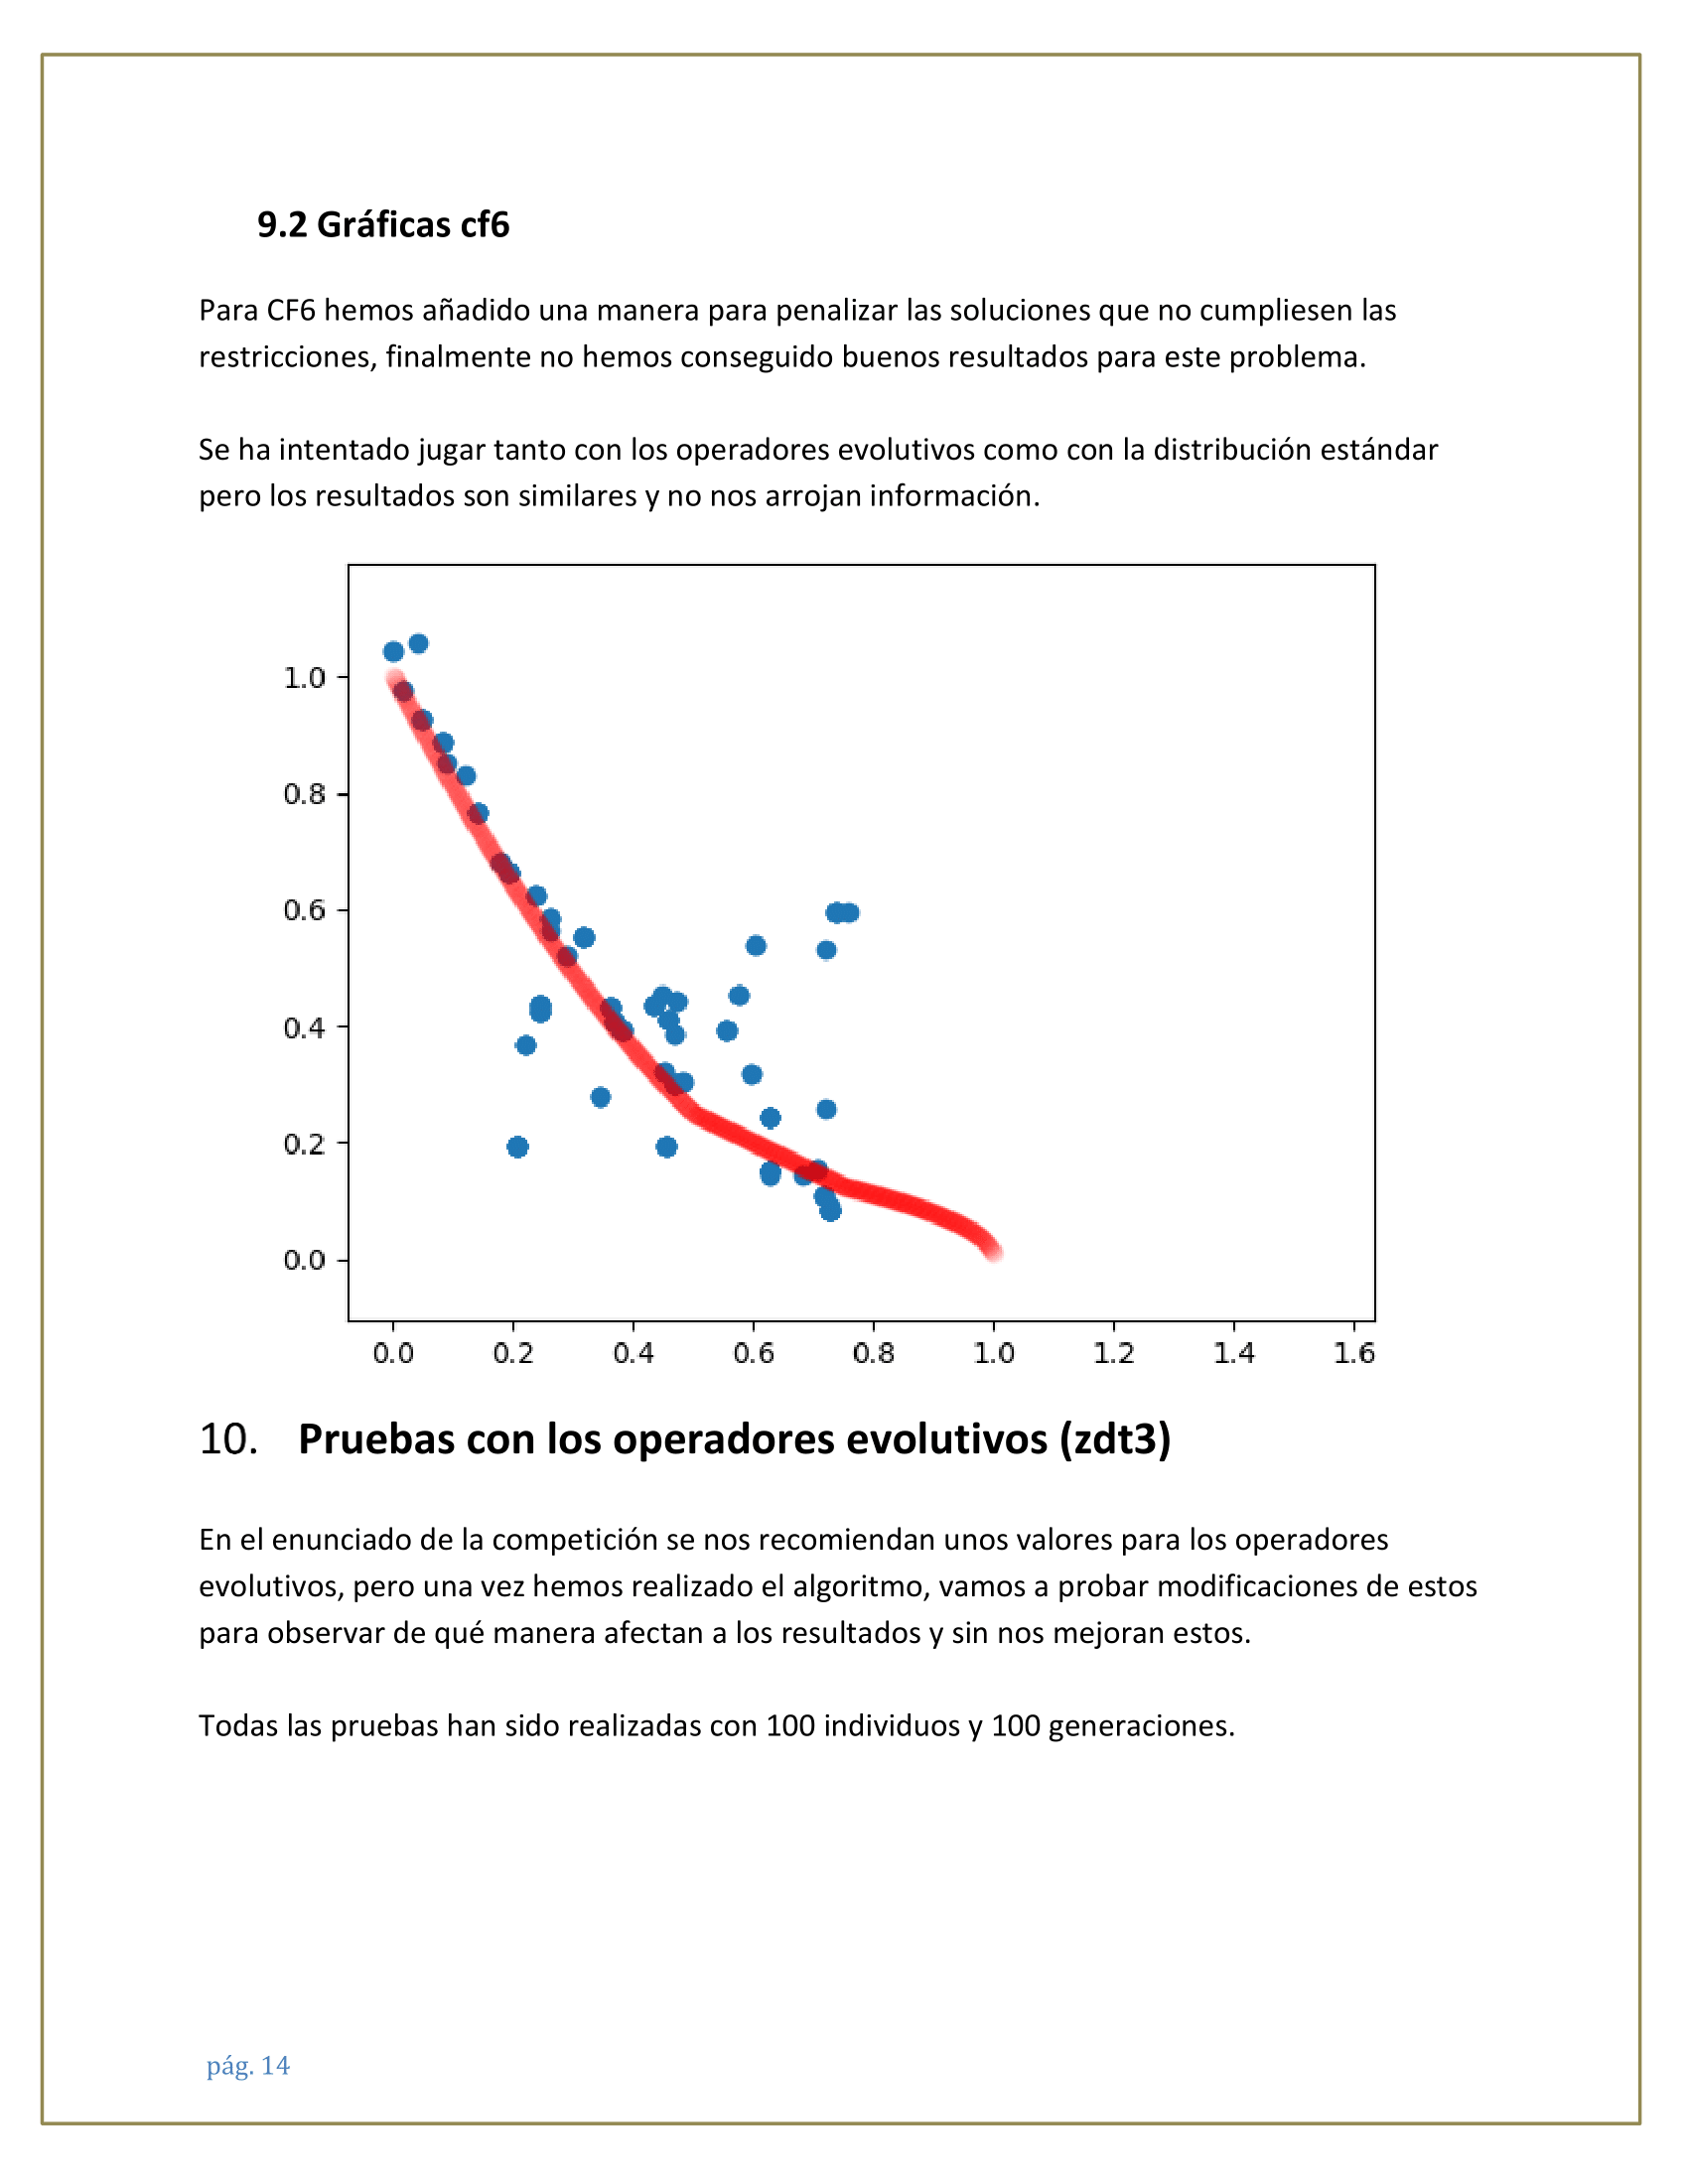 9.2 Gráficas cf6
Para CF6 hemos añadido una manera para penalizar las soluciones que no cumpliesen las
restricciones, finalmente no hemos conseguido buenos resultados para este problema.
Se ha intentado jugar tanto con los operadores evolutivos como con la distribución estándar
pero los resultados son similares y no nos arrojan información.
1.0
0.8
0.6
0.4
0.2
0.0
0.0 0.2 0.4 0.6 0.8 1.0 1.2 1.4 1.6
10. Pruebas con los operadores evolutivos (zdt3)
En el enunciado de la competición se nos recomiendan unos valores para los operadores
evolutivos, pero una vez hemos realizado el algoritmo, vamos a probar modificaciones de estos
para observar de qué manera afectan a los resultados y sin nos mejoran estos.
Todas las pruebas han sido realizadas con 100 individuos y 100 generaciones.
pág. 14